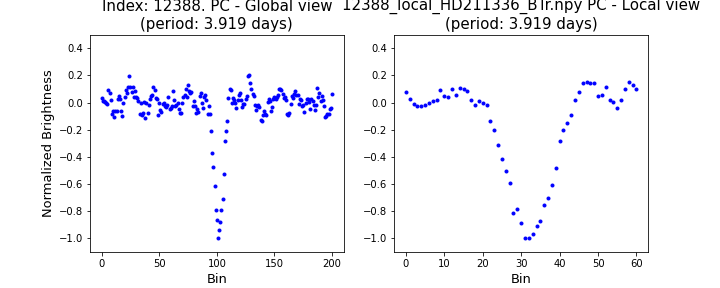 Index: 12388. PC - Global view
(period: 3.919 days)
12388_local_HD211336_BTr.npy PC - Local view
(period: 3.919 days)
Normalized Brightness
0.4
0.2
0.0
−0.2
−0.4
−0.6
−0.8
−1.0
0 50 100 150 200
Bin
0.4
0.2
0.0
−0.2
−0.4
−0.6
−0.8
−1.0
0 10 20 30 40 50 60
Bin